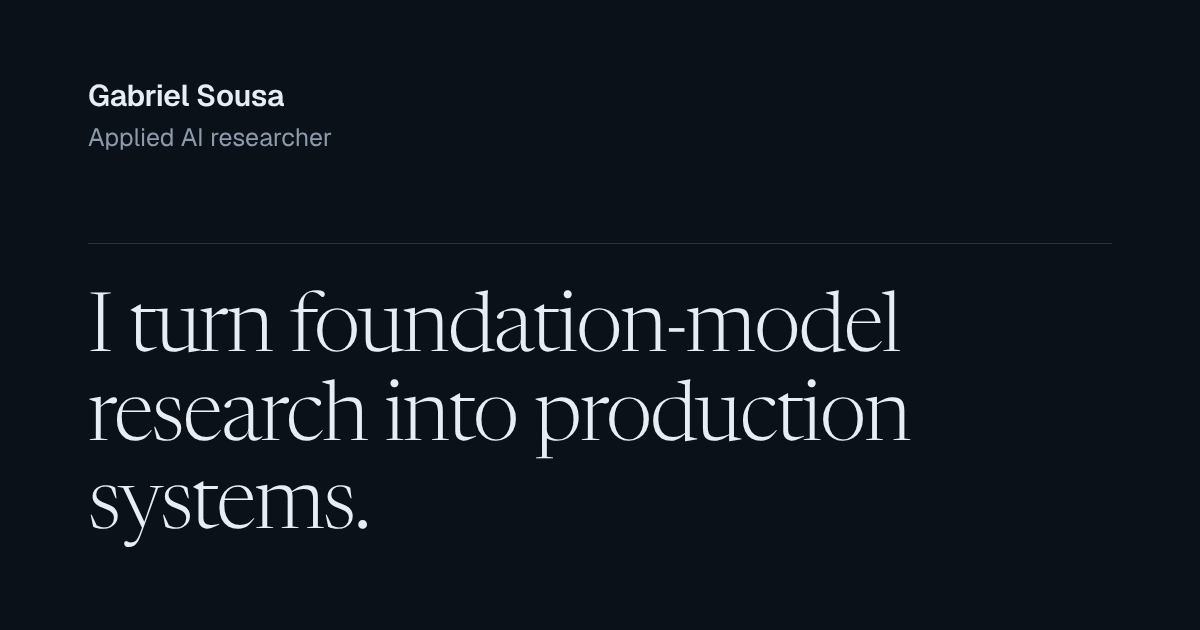 Gabriel Sousa
Applied AI researcher
I turn foundation-model
research into production
systems.